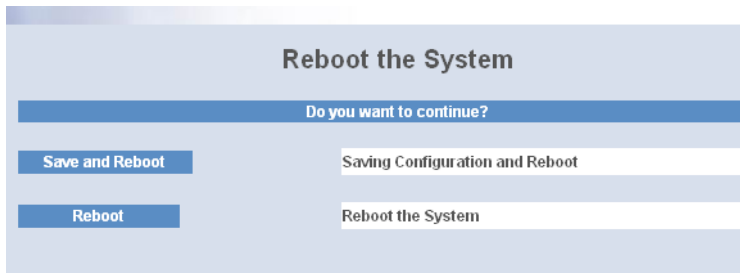 Reboot the System
Do you want to continue?
Save and Reboot Saving Configuration and Reboot
Reboot Reboot the System